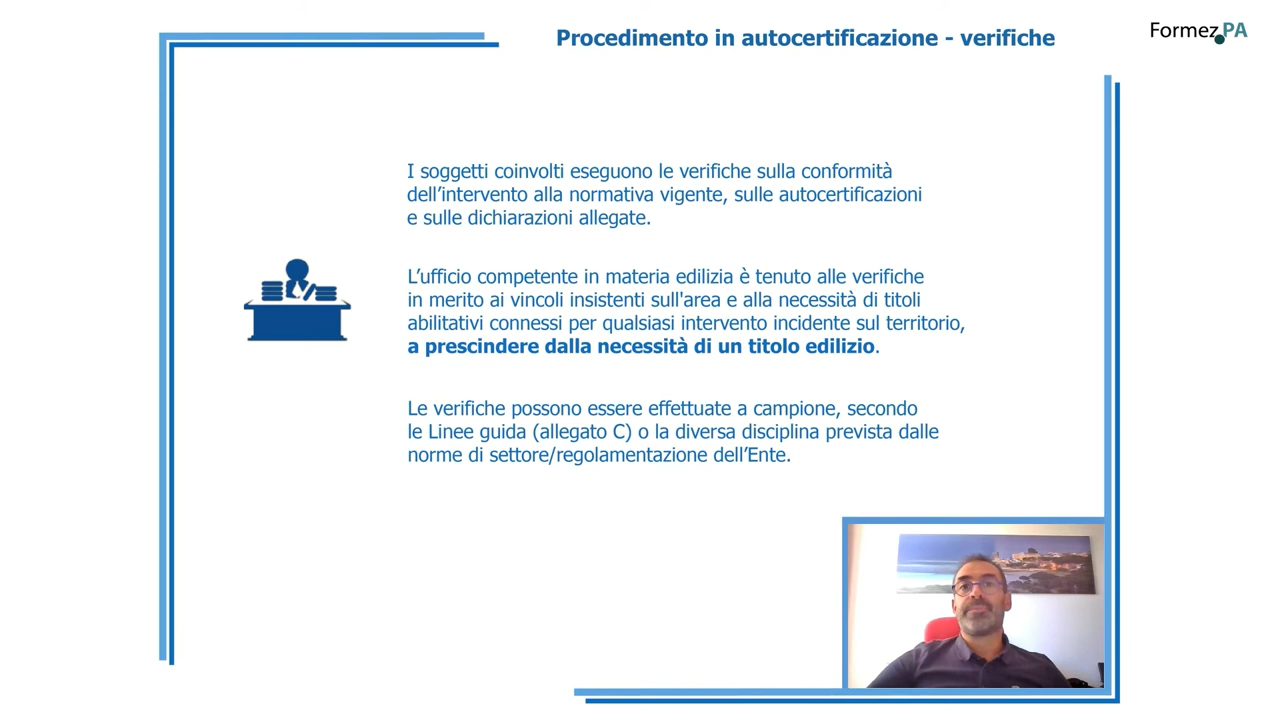 Procedimento in autocertificazione - verifiche
Formez PA
I soggetti coinvolti eseguono le verifiche sulla conformità
dell'intervento alla normativa vigente, sulle autocertificazioni
e sulle dichiarazioni allegate.
L'ufficio competente in materia edilizia è tenuto alle verifiche
in merito ai vincoli insistenti sull'area e alla necessità di titoli
abilitativi connessi per qualsiasi intervento incidente sul territorio,
a prescindere dalla necessità di un titolo edilizio.
Le verifiche possono essere effettuate a campione, secondo
le Linee guida (allegato C) o la diversa disciplina prevista dalle
norme di settore/regolamentazione dell'Ente.